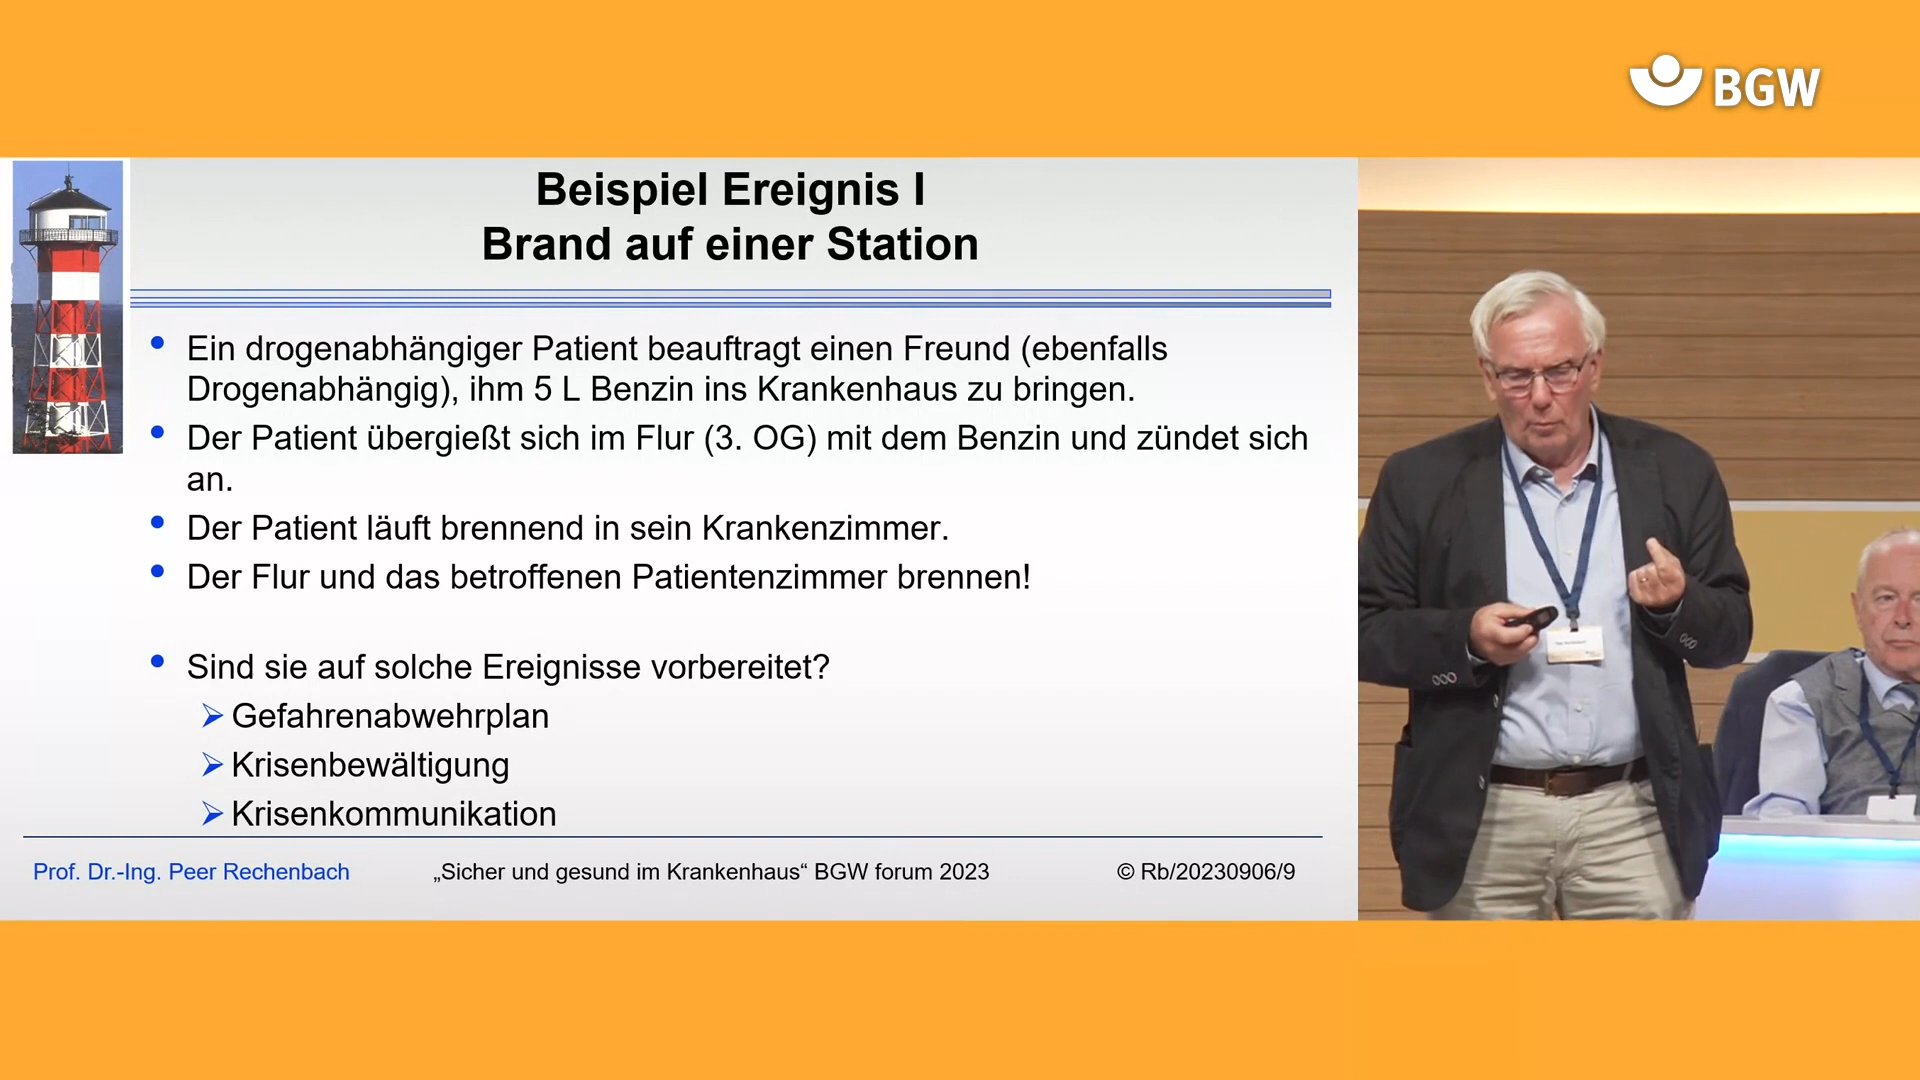 BGW
Beispiel Ereignis I
Brand auf einer Station
Ein drogenabhängiger Patient beauftragt einen Freund (ebenfalls
Drogenabhängig), ihm 5 L Benzin ins Krankenhaus zu bringen.
Der Patient übergießt sich im Flur (3. OG) mit dem Benzin und zündet sich
an.
Der Patient läuft brennend in sein Krankenzimmer.
Der Flur und das betroffenen Patientenzimmer brennen!
Sind sie auf solche Ereignisse vorbereitet?
Gefahrenabwehrplan
Krisenbewältigung
Krisenkommunikation
Prof. Dr.-Ing. Peer Rechenbach
„Sicher und gesund im Krankenhaus“ BGW forum 2023
© Rb/20230906/9